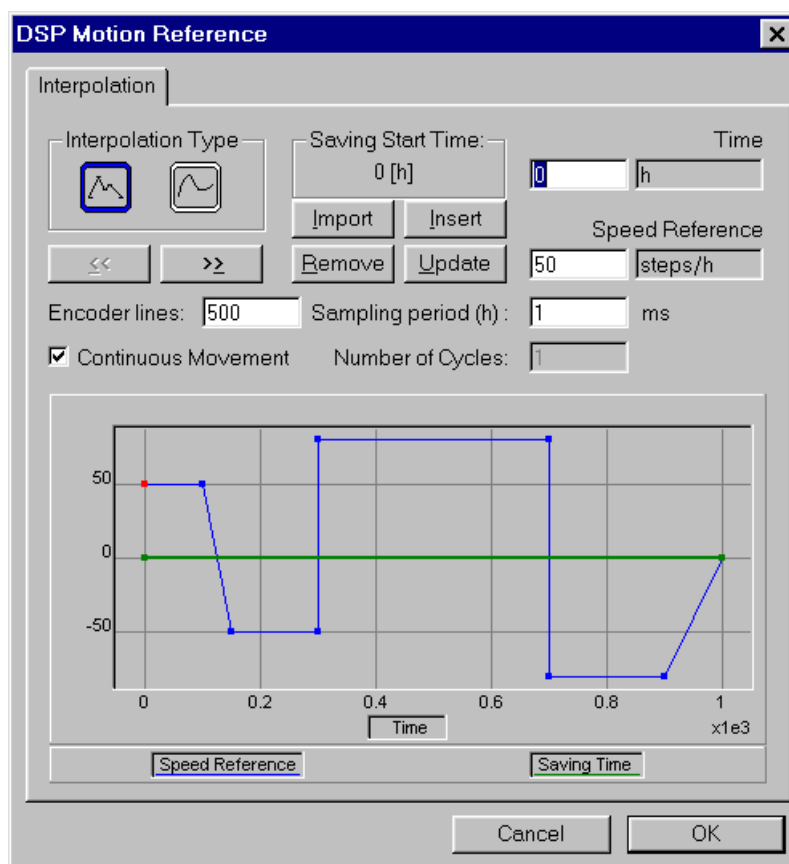 DSP Motion Reference
Interpolation
Interpolation Type
Saving Start Time:
0 [h]
Time
0
h
Import
Insert
Speed Reference
<<
>>
Remove
Update
50
steps/h
Encoder lines:
500
Sampling period (h) :
1
ms
Continuous Movement
Number of Cycles:
1
50
0
-50
0
0.2
0.4
0.6
0.8
1
Time
x1e3
Speed Reference
Saving Time
Cancel
OK